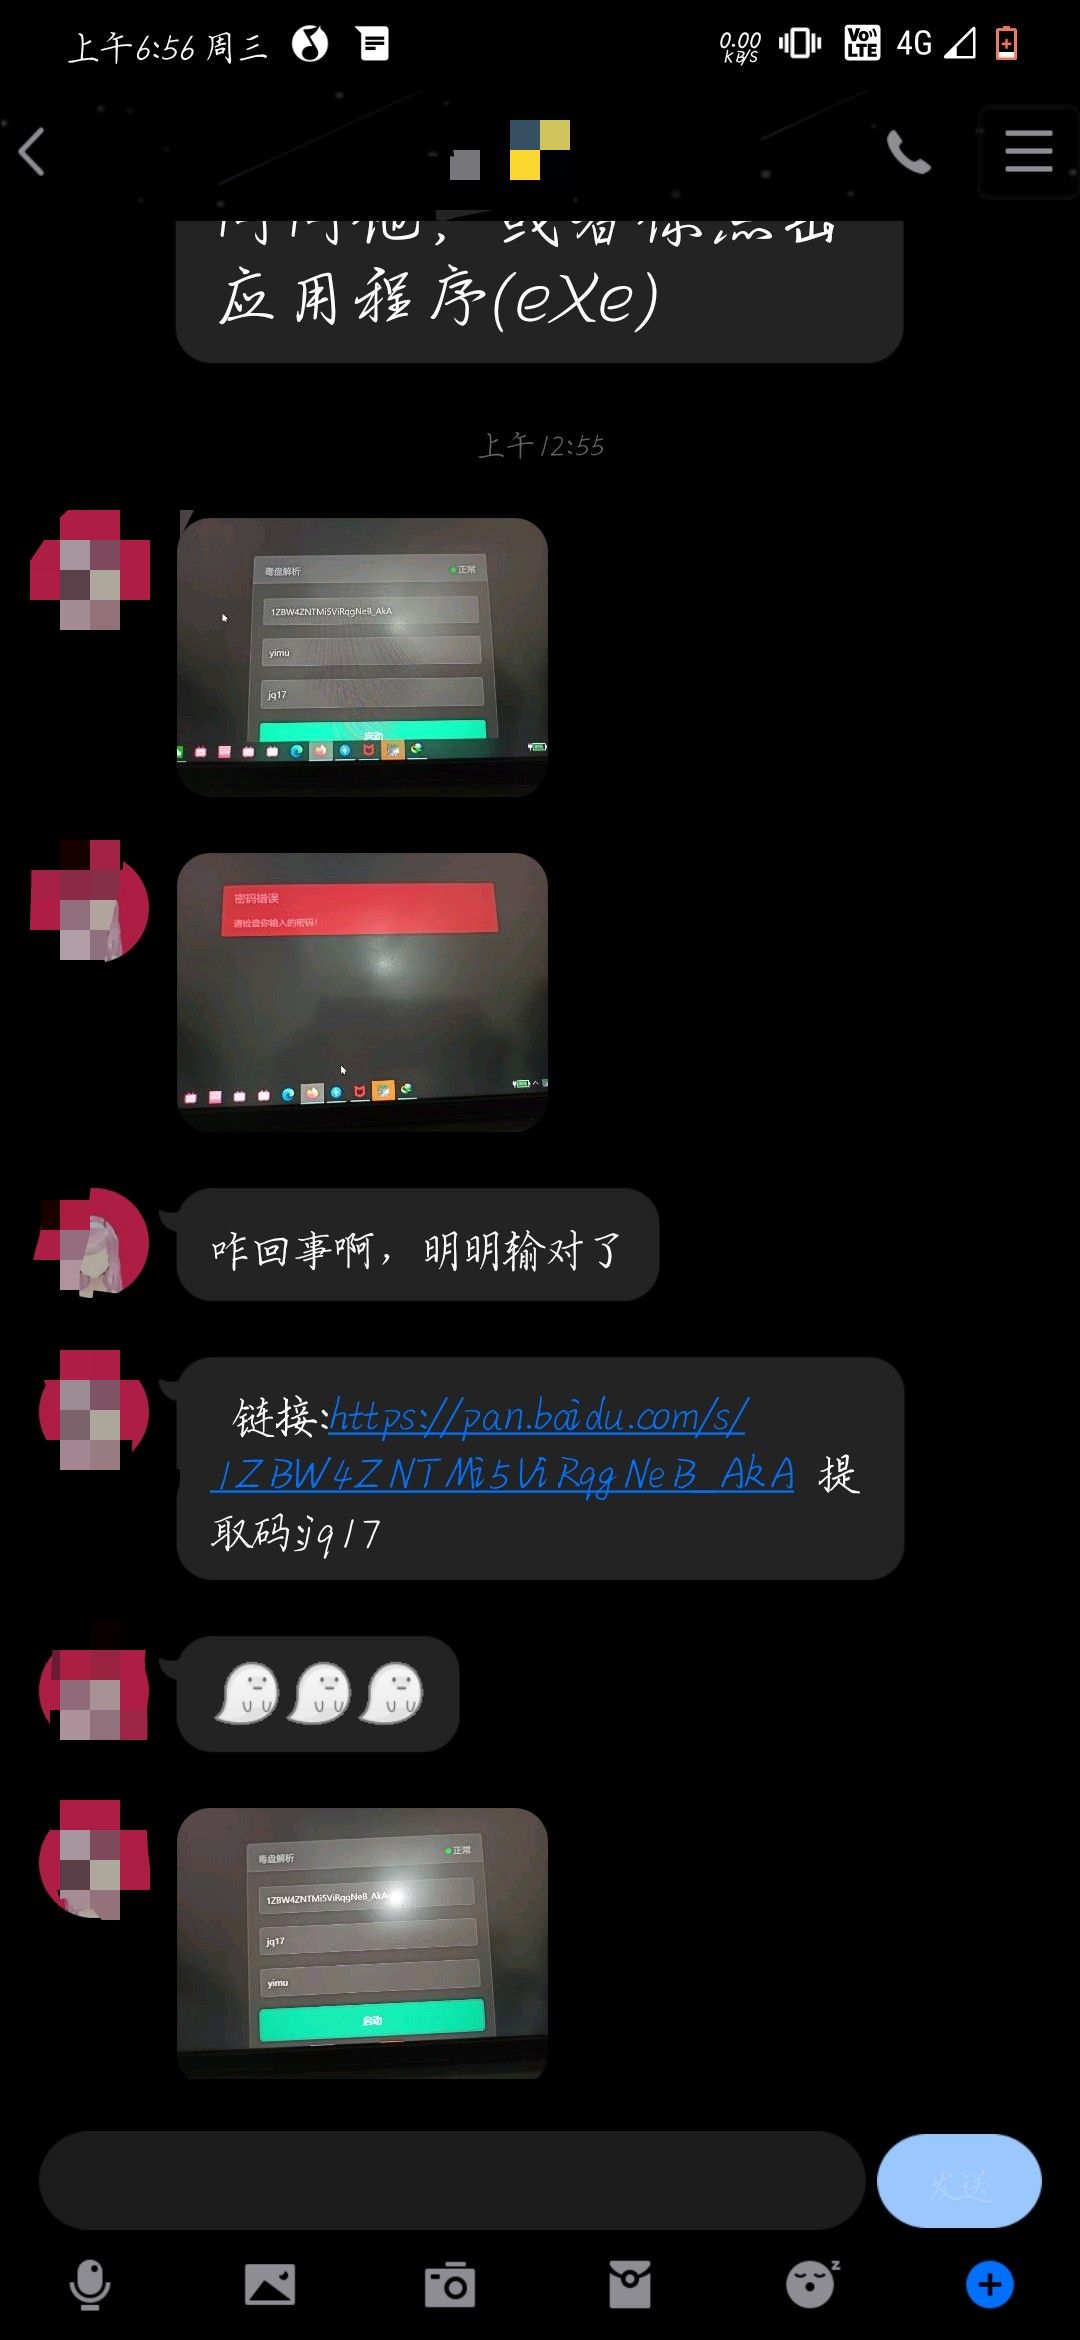 上午6:56 周三
0.00
KB/S
Vo))
LTE
4G
应用程序(eXe)
上午12:55
毒盘解析
正常
1ZBW4ZNTMi5ViRqgNeB_AkA
yimu
jq17
启动
密码错误
请检查你输入的密码!
咋回事啊，明明输对了
链接:https://pan.baidu.com/s/
1ZBW4ZNTMi5ViRqgNeB_AkA 提
取码:jq17
毒盘解析
正常
1ZBW4ZNTMi5ViRqgNeB_AkA
jq17
yimu
启动
发送